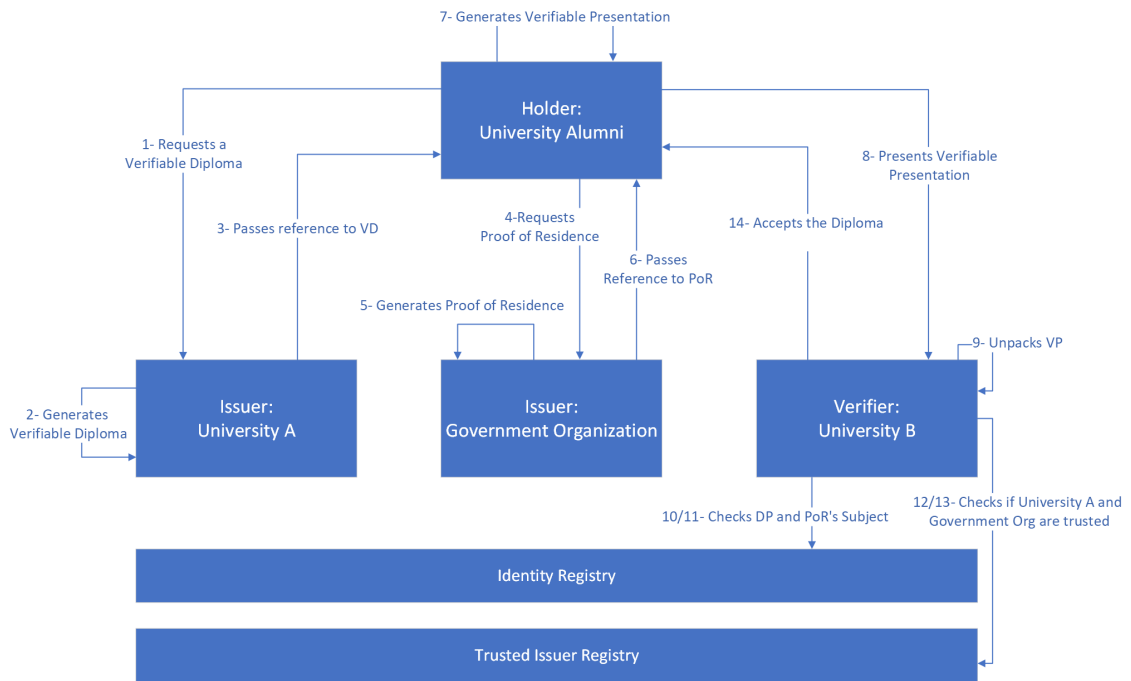 7- Generates Verifiable Presentation
Holder:
University Alumni
1- Requests a
Verifiable Diploma
8- Presents Verifiable
Presentation
3- Passes reference to VD
4-Requests
Proof of Residence
14- Accepts the Diploma
6- Passes
Reference to PoR
5- Generates Proof of Residence
9- Unpacks VP
2- Generates
Verifiable Diploma
Issuer:
University A
Issuer:
Government Organization
Verifier:
University B
10/11- Checks DP and PoR's Subject
12/13- Checks if University A and
Government Org are trusted
Identity Registry
Trusted Issuer Registry